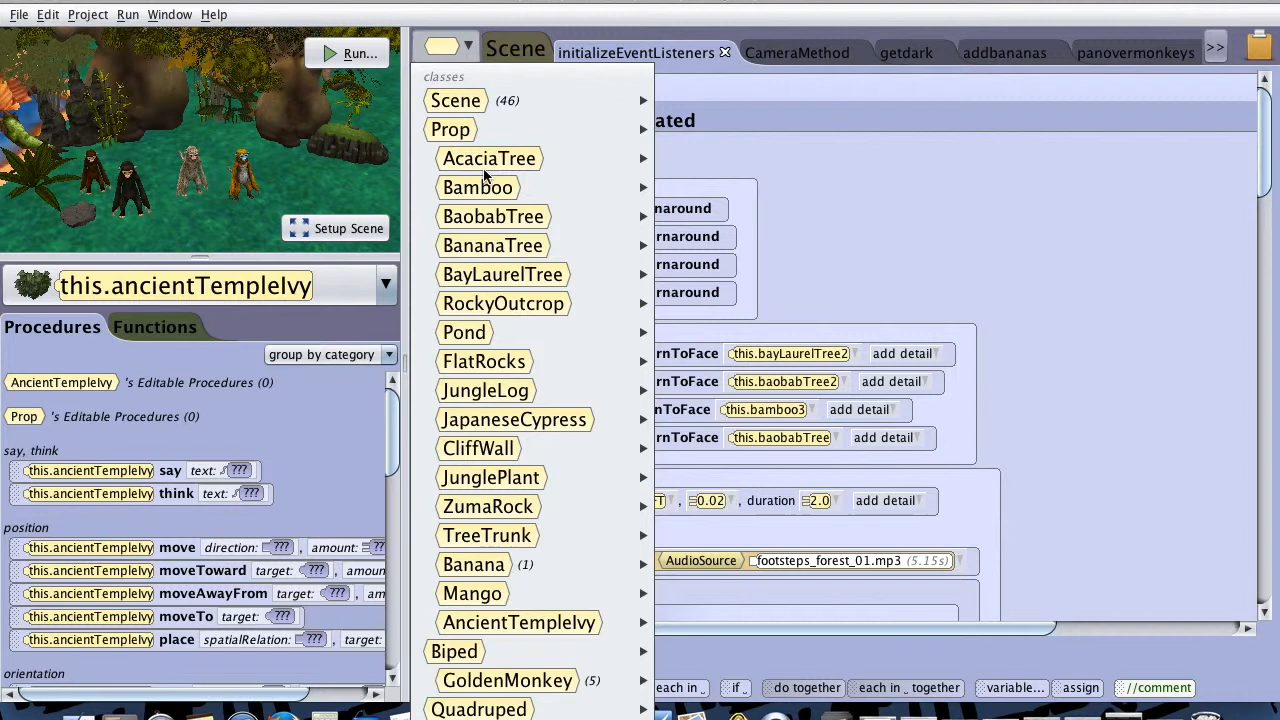 File Edit Project Run Window Help
Run...
Setup Scene
Scene initializeEventListeners CameraMethod getdark addbananas panovermonkeys >>
classes
Scene (46)
Prop
AcaciaTree
Bamboo
BaobabTree
BananaTree
BayLaurelTree
RockyOutcrop
Pond
FlatRocks
JungleLog
JapaneseCypress
CliffWall
JunglePlant
ZumaRock
TreeTrunk
Banana (1)
Mango
AncientTempleIvy
Biped
GoldenMonkey (5)
Quadruped
this.ancientTempleIvy
Procedures Functions
group by category
AncientTempleIvy 's Editable Procedures (0)
Prop 's Editable Procedures (0)
say, think
this.ancientTempleIvy say text: ???
this.ancientTempleIvy think text: ???
position
this.ancientTempleIvy move direction: ??? , amount: ??
this.ancientTempleIvy moveToward target: ??? , amoun
this.ancientTempleIvy moveAwayFrom target: ??? , am
this.ancientTempleIvy moveTo target: ???
this.ancientTempleIvy place spatialRelation: ??? , target:
orientation
ated
rnaround
rnaround
rnaround
rnaround
rnToFace this.bayLaurelTree2 add detail
rnToFace this.baobabTree2 add detail
nToFace this.bamboo3 add detail
rnToFace this.baobabTree add detail
FT , 0.02 , duration 2.0 add detail
AudioSource footsteps_forest_01.mp3 (5.15s)
each in if do together each in together variable... assign //comment